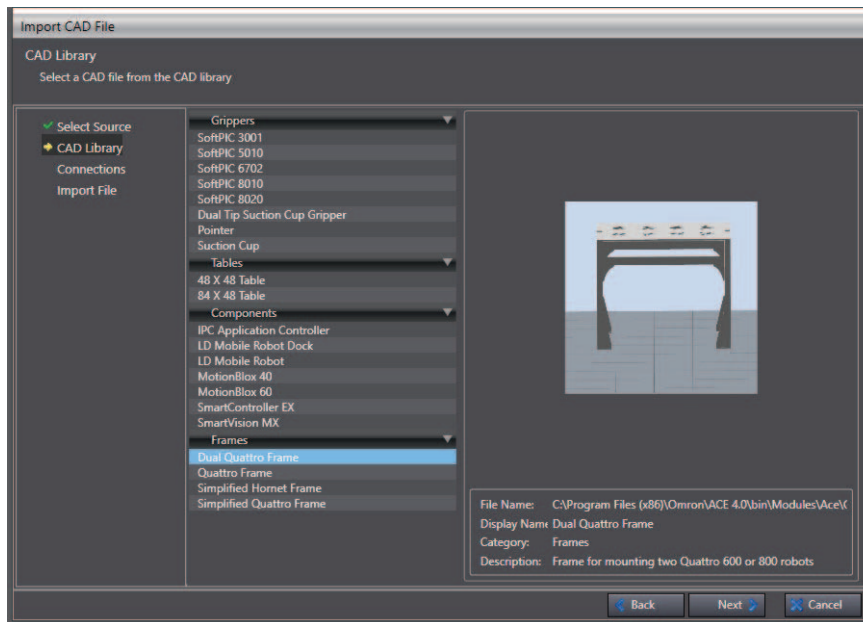 Import CAD File
CAD Library
Select a CAD file from the CAD library
Select Source
CAD Library
Connections
Import File
Grippers
SoftPIC 3001
SoftPIC 5010
SoftPIC 6702
SoftPIC 8010
SoftPIC 8020
Dual Tip Suction Cup Gripper
Pointer
Suction Cup
Tables
48 X 48 Table
84 X 48 Table
Components
IPC Application Controller
LD Mobile Robot Dock
LD Mobile Robot
MotionBlox 40
MotionBlox 60
SmartController EX
SmartVision MX
Frames
Dual Quattro Frame
Quattro Frame
Simplified Hornet Frame
Simplified Quattro Frame
File Name: C:\Program Files (x86)\Omron\ACE 4.0\bin\Modules\Ace\
Display Name Dual Quattro Frame
Category: Frames
Description: Frame for mounting two Quattro 600 or 800 robots
Back Next Cancel